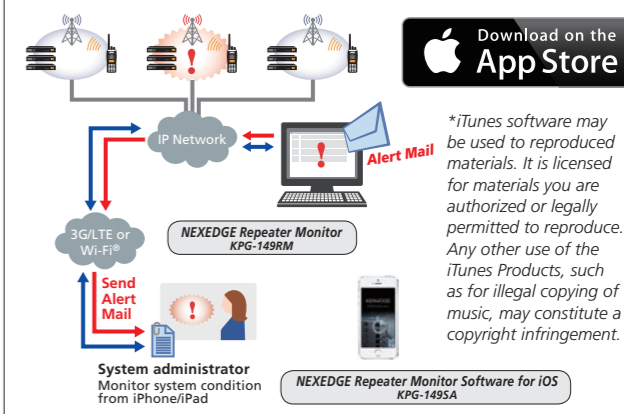 Download on the
App Store
IP Network
Alert Mail
*iTunes software may
be used to reproduced
materials. It is licensed
for materials you are
authorized or legally
permitted to reproduce.
Any other use of the
iTunes Products, such
as for illegal copying of
music, may constitute a
copyright infringement.
3G/LTE or
Wi-Fi®
NEXEDGE Repeater Monitor
KPG-149RM
Send
Alert
Mail
System administrator
Monitor system condition
from iPhone/iPad
KENWOOD
NEXEDGE Repeater Monitor Software for iOS
KPG-149SA